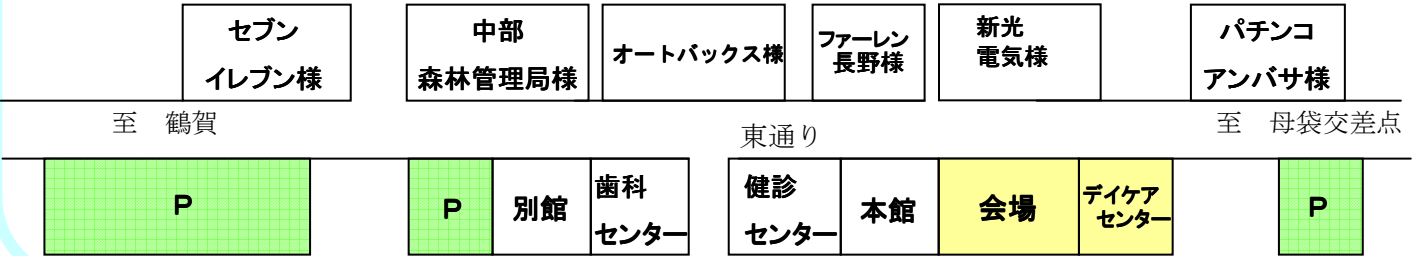 セブン
イレブン様
中部
森林管理局様
オートバックス様
ファーレン
長野様
新光
電気様
パチンコ
アンバサ様
至　鶴賀
東通り
至　母袋交差点
P
P
別館
歯科
センター
健診
センター
本館
会場
デイケア
センター
P